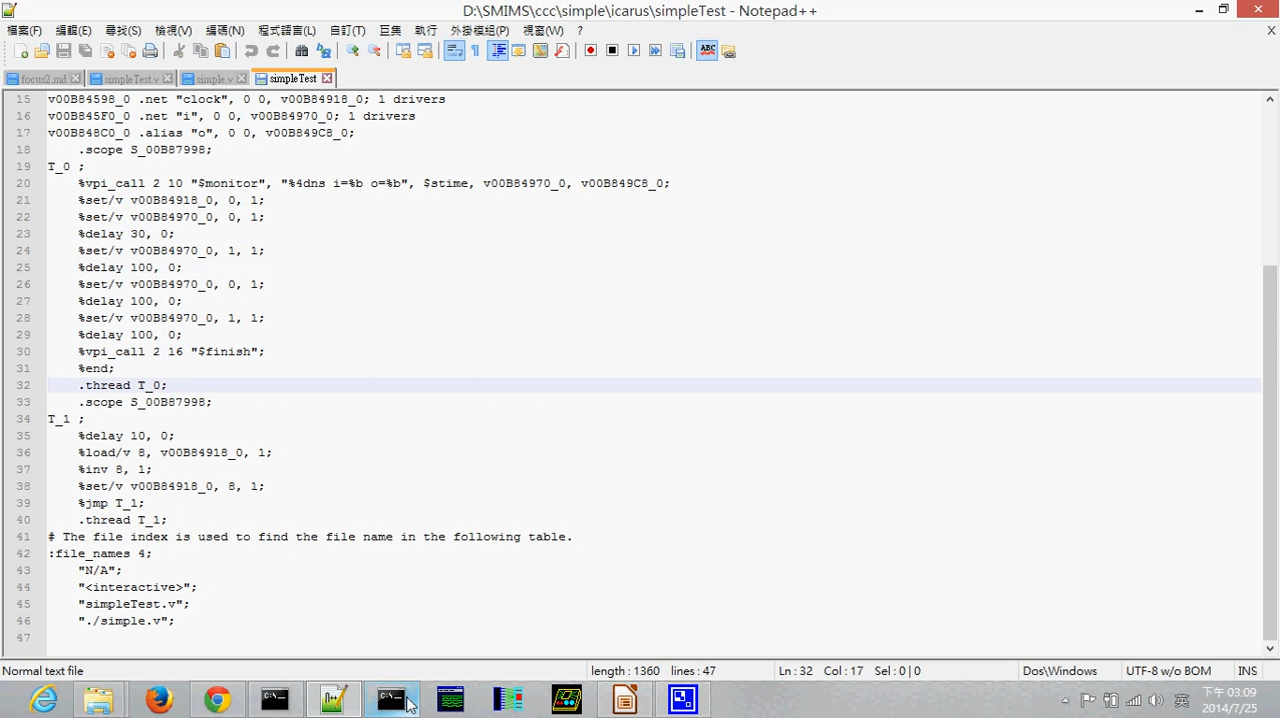 D:\SMIMS\ccc\simple\icarus\simpleTest - Notepad++
檔案(F) 編輯(E) 尋找(S) 檢視(V) 編碼(N) 程式語言(L) 自訂(T) 巨集 執行 外掛模組(P) 視窗(W) ? X
ABC
focus2.md simpleTest.v simple.v simpleTest
15 v00B84598_0 .net "clock", 0 0, v00B84918_0; 1 drivers
16 v00B845F0_0 .net "i", 0 0, v00B84970_0; 1 drivers
17 v00B848C0_0 .alias "o", 0 0, v00B849C8_0;
18 .scope S_00B87998;
19 T_0 ;
20 %vpi_call 2 10 "$monitor", "%4dns i=%b o=%b", $stime, v00B84970_0, v00B849C8_0;
21 %set/v v00B84918_0, 0, 1;
22 %set/v v00B84970_0, 0, 1;
23 %delay 30, 0;
24 %set/v v00B84970_0, 1, 1;
25 %delay 100, 0;
26 %set/v v00B84970_0, 0, 1;
27 %delay 100, 0;
28 %set/v v00B84970_0, 1, 1;
29 %delay 100, 0;
30 %vpi_call 2 16 "$finish";
31 %end;
32 .thread T_0;
33 .scope S_00B87998;
34 T_1 ;
35 %delay 10, 0;
36 %load/v 8, v00B84918_0, 1;
37 %inv 8, 1;
38 %set/v v00B84918_0, 8, 1;
39 %jmp T_1;
40 .thread T_1;
41 # The file index is used to find the file name in the following table.
42 :file_names 4;
43 "N/A";
44 "<interactive>";
45 "simpleTest.v";
46 "./simple.v";
47
Normal text file length : 1360 lines : 47 Ln : 32 Col : 17 Sel : 0 | 0 Dos\Windows UTF-8 w/o BOM INS
英 下午 03:09
2014/7/25